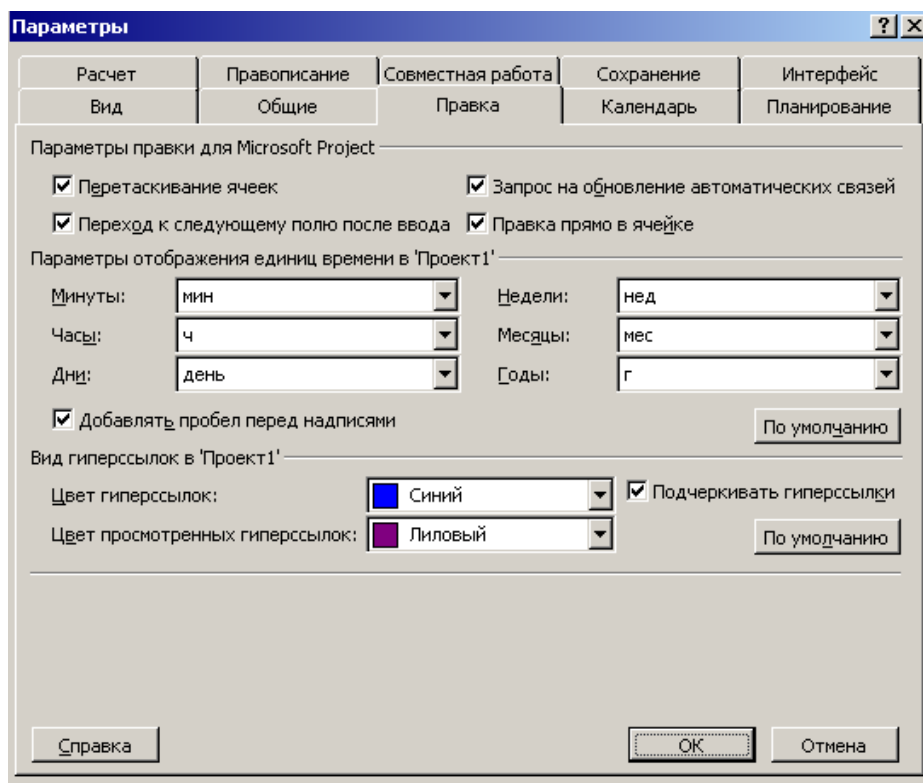 Параметры
Расчет Правописание Совместная работа Сохранение Интерфейс
Вид Общие Правка Календарь Планирование
Параметры правки для Microsoft Project
Перетаскивание ячеек Запрос на обновление автоматических связей
Переход к следующему полю после ввода Правка прямо в ячейке
Параметры отображения единиц времени в 'Проект1'
Минуты: мин Недели: нед
Часы: ч Месяцы: мес
Дни: день Годы: г
Добавлять пробел перед надписями По умолчанию
Вид гиперссылок в 'Проект1'
Цвет гиперссылок: Синий Подчеркивать гиперссылки
Цвет просмотренных гиперссылок: Лиловый По умолчанию
Справка ОК Отмена